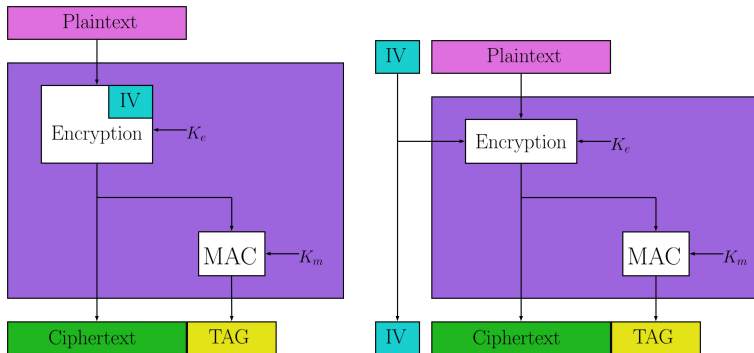 Plaintext
IV
Encryption
K_e
MAC
K_m
Ciphertext TAG
IV Plaintext
Encryption
K_e
MAC
K_m
IV Ciphertext TAG